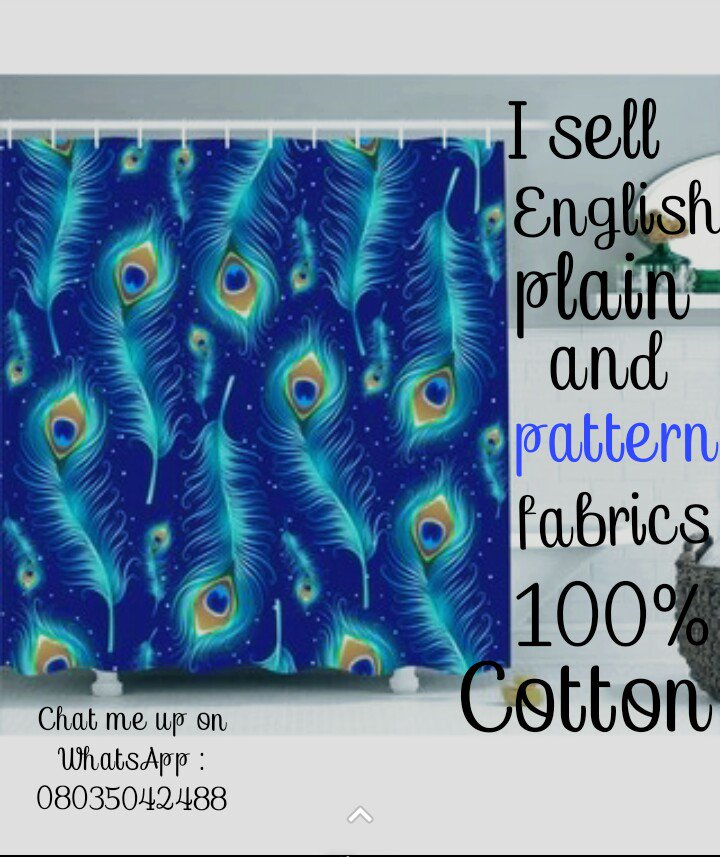 I sell
English
plain
and
pattern
fabrics
100%
Cotton
Chat me up on
WhatsApp :
08035042488